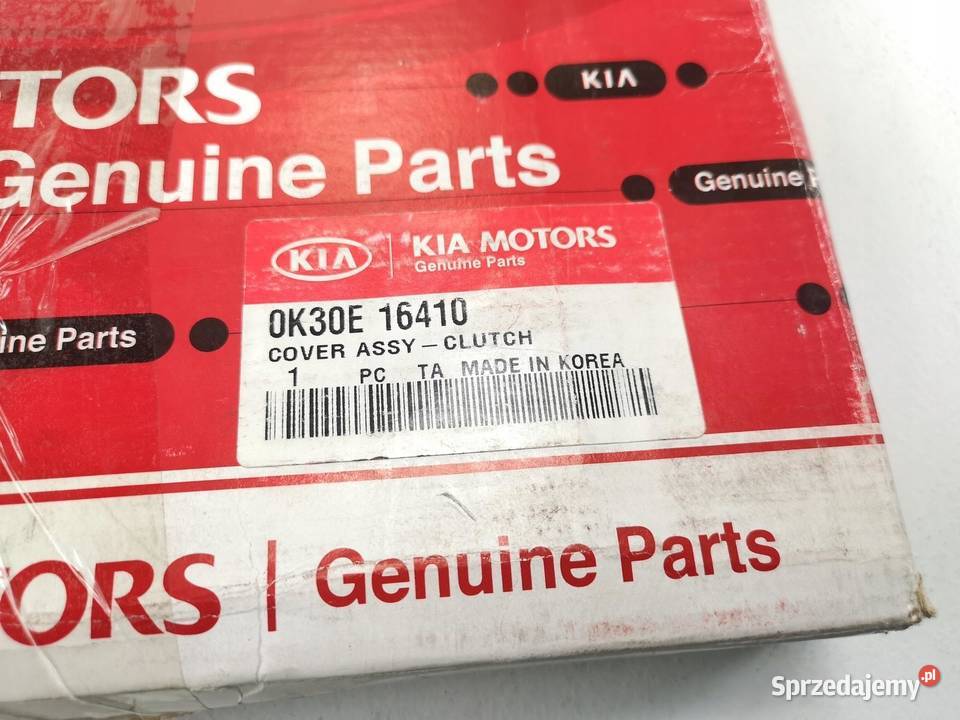 TORS
KIA
Genuine Parts
Genuine
KIA
KIA MOTORS
Genuine Parts
0K30E 16410
COVER ASSY-CLUTCH
1 PC TA MADE IN KOREA
ine Parts
TORS | Genuine Parts
Sprzedajemy.pl